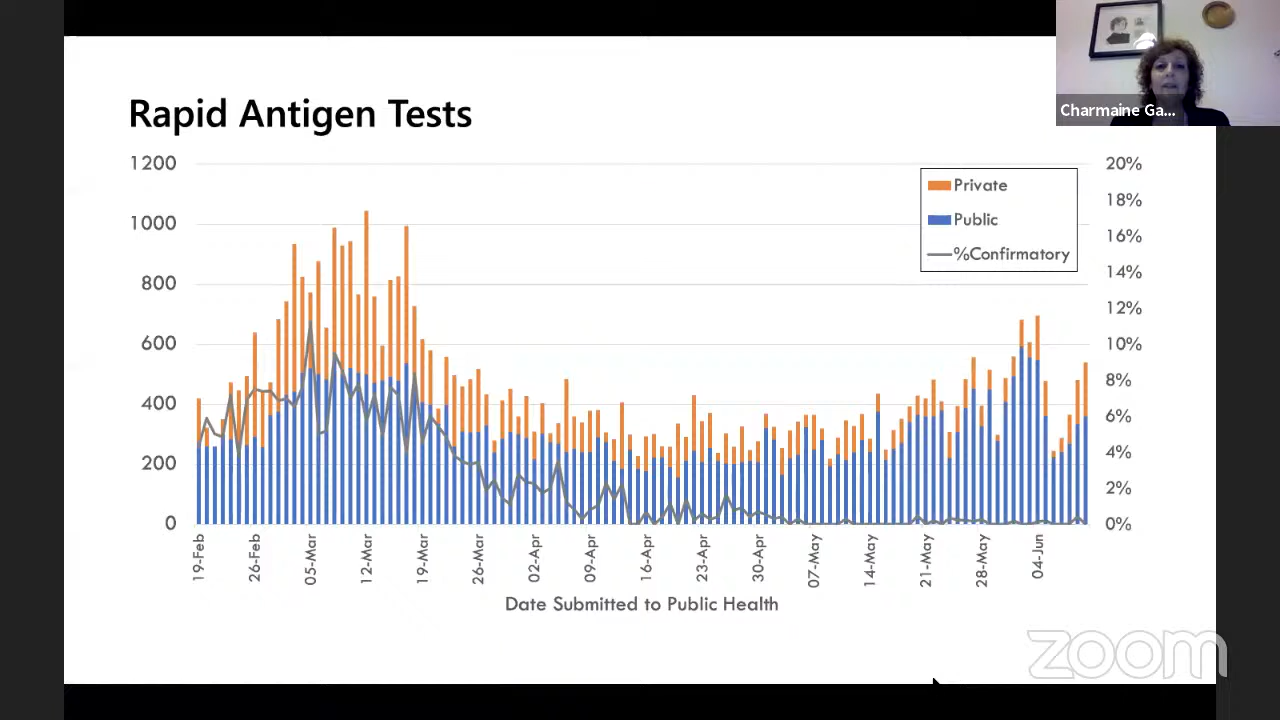 Charmaine Ga...
Rapid Antigen Tests
1200
1000
800
600
400
200
0
20%
18%
16%
14%
12%
10%
8%
6%
4%
2%
0%
Private
Public
%Confirmatory
19-Feb
26-Feb
05-Mar
12-Mar
19-Mar
26-Mar
02-Apr
09-Apr
16-Apr
23-Apr
30-Apr
07-May
14-May
21-May
28-May
04-Jun
Date Submitted to Public Health
zoom